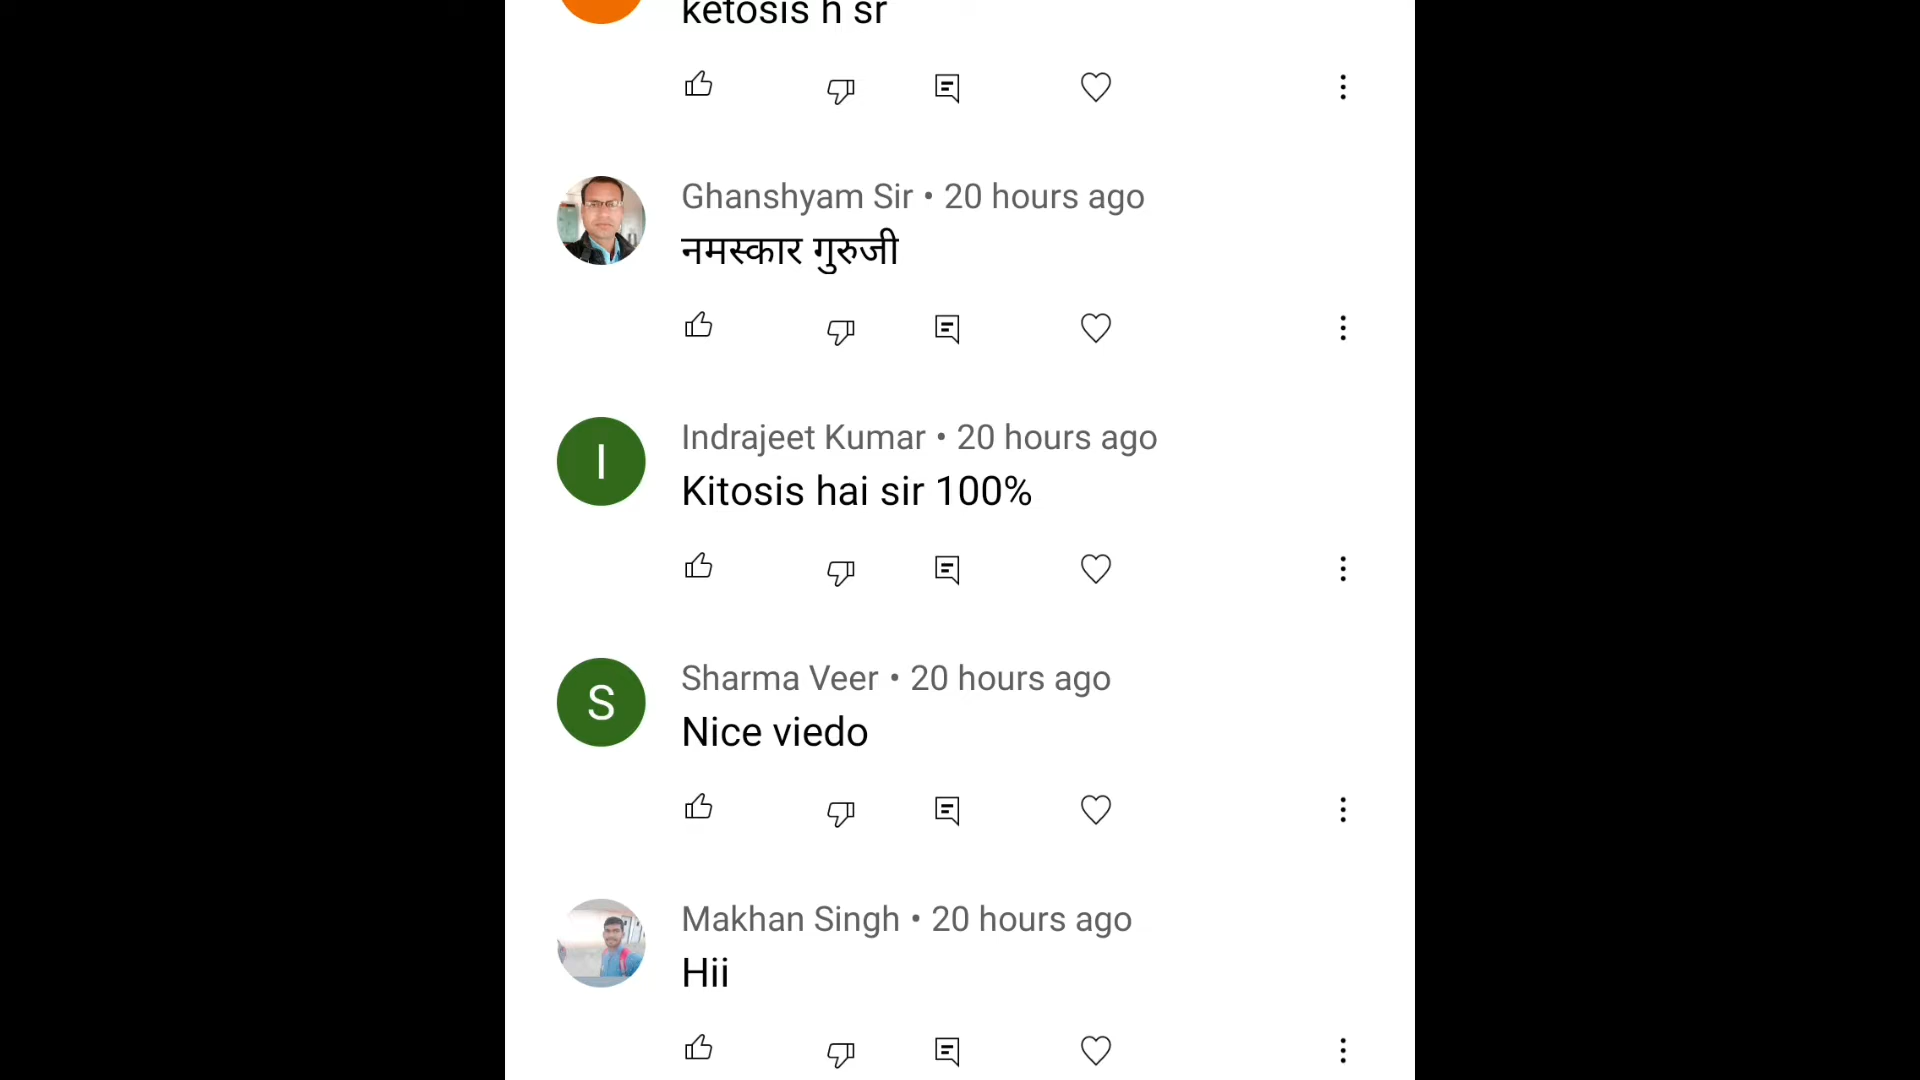 ketosis h sr
Ghanshyam Sir • 20 hours ago
नमस्कार गुरुजी
I
Indrajeet Kumar • 20 hours ago
Kitosis hai sir 100%
S
Sharma Veer • 20 hours ago
Nice viedo
Makhan Singh • 20 hours ago
Hii